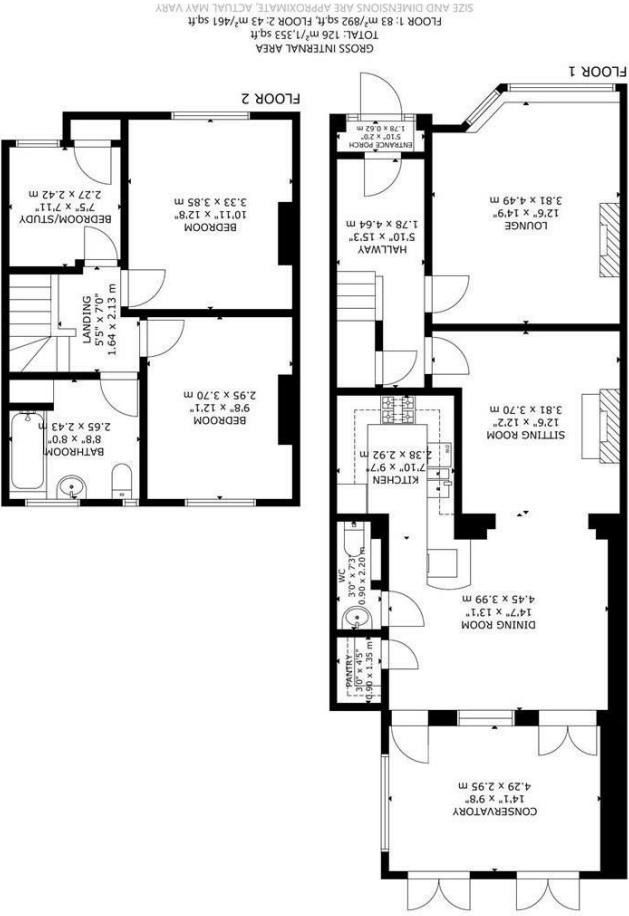 FLOOR 1
CONSERVATORY
14'1" x 9'8"
4.29 x 2.95 m
PANTRY
3'0" x 4'5"
0.90 x 1.35 m
DINING ROOM
14'7" x 13'1"
4.45 x 3.99 m
WC
3'0" x 7'3"
0.90 x 2.20 m
KITCHEN
7'10" x 9'7"
2.38 x 2.92 m
SITTING ROOM
12'6" x 12'2"
3.81 x 3.70 m
HALLWAY
5'10" x 15'3"
1.78 x 4.64 m
LOUNGE
12'6" x 14'9"
3.81 x 4.49 m
ENTRANCE PORCH
5'10" x 2'0"
1.78 x 0.62 m
FLOOR 2
BATHROOM
8'8" x 8'0"
2.65 x 2.43 m
BEDROOM
9'8" x 12'1"
2.95 x 3.70 m
LANDING
5'5" x 7'0"
1.64 x 2.13 m
BEDROOM
10'11" x 12'8"
3.33 x 3.85 m
BEDROOM/STUDY
7'5" x 7'11"
2.27 x 2.42 m
GROSS INTERNAL AREA
TOTAL: 126 m²/1,353 sq.ft
FLOOR 1: 83 m²/892 sq.ft, FLOOR 2: 43 m²/461 sq.ft
SIZE AND DIMENSIONS ARE APPROXIMATE, ACTUAL MAY VARY